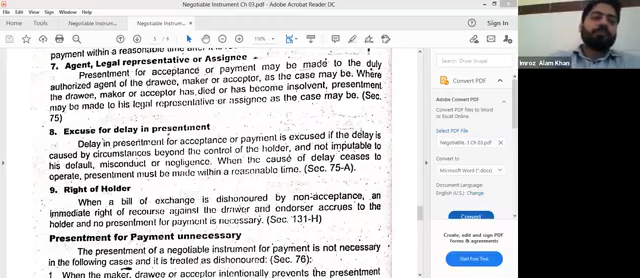 Negotiable Instrument Ch 03.pdf - Adobe Acrobat Reader DC
Home
Tools
Negotiable Instrum...
Negotiable Instrum...
Sign In
5 / 8
110%
Share
payment within a reasonable time after it is
7. Agent, Legal representative or Assignee
Presentment for acceptance or payment may be made to the duly
authorized agent of the drawee, maker or acceptor, as the case may be. Where
the drawee, maker or acceptor has died or has become insolvent, presentment
may be made to his legal representative or assignee as the case may be. (Sec.
75)
8. Excuse for delay in presentment
Delay in presentment for acceptance or payment is excused if the delay is
caused by circumstances beyond the control of the holder, and not imputable to
his default, misconduct or negligence. When the cause of delay ceases to
operate, presentment must be made within a reasonable time. (Sec. 75-A).
9. Right of Holder
When a bill of exchange is dishonoured by non-acceptance, an
immediate right of recourse against the drawer and endorser accrues to the
holder and no presentment for payment is necessary. (Sec. 131-H)
Presentment for Payment unnecessary
The presentment of a negotiable instrument for payment is not necessary
in the following cases and it is treated as dishonoured: (Sec. 76):
1. When the maker, drawee or acceptor intentionally prevents the presentment
Convert PDF
Adobe Convert PDF
Convert PDF Files to Word
or Excel Online
Select PDF File
Negotiable...t Ch 03.pdf
Convert to
Microsoft Word (*.docx)
Document Language:
English (U.S.) Change
Convert
Create, edit and sign PDF
forms & agreements
Start Free Trial
Imroz Alam Khan